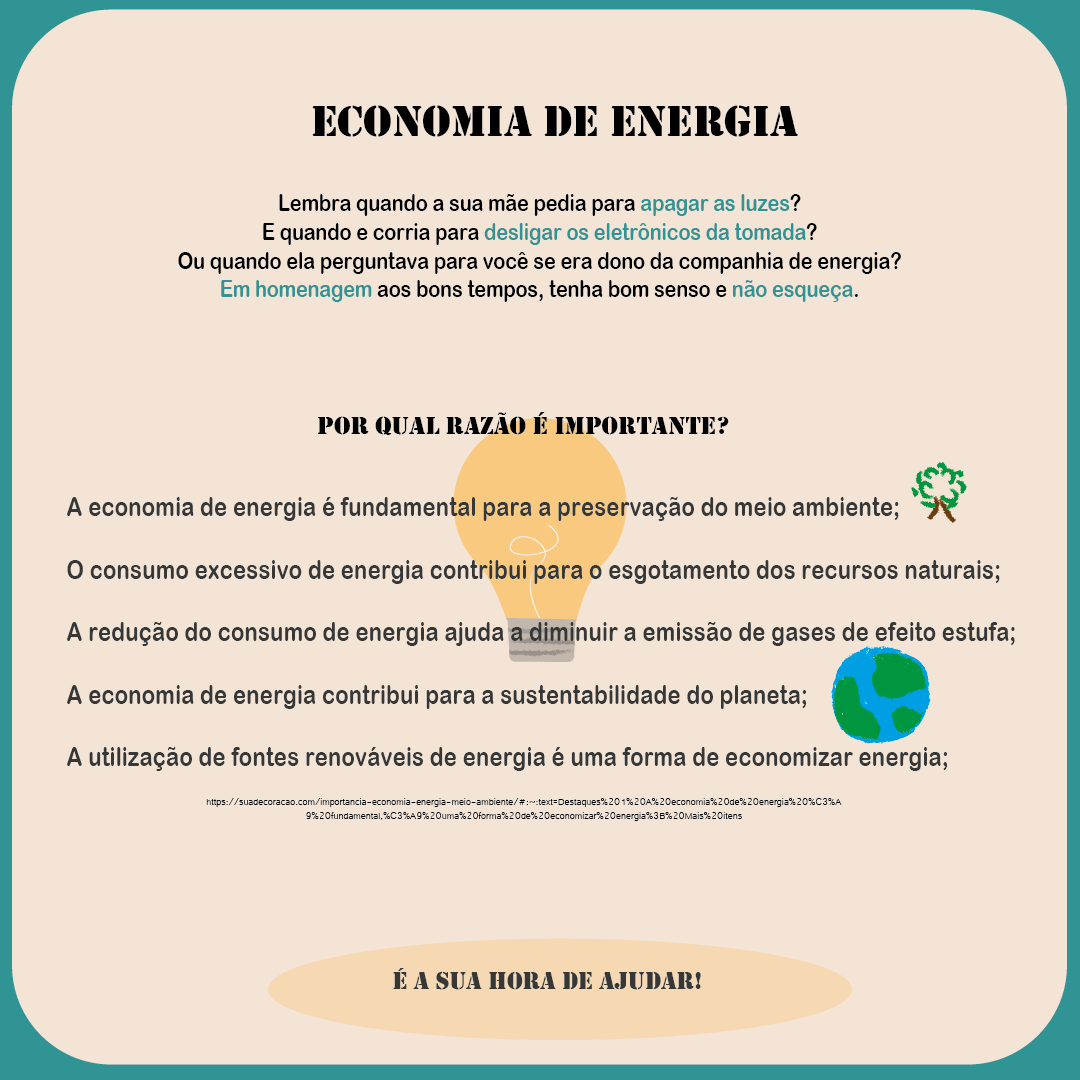 ECONOMIA DE ENERGIA
Lembra quando a sua mãe pedia para apagar as luzes?
E quando e corria para desligar os eletrônicos da tomada?
Ou quando ela perguntava para você se era dono da companhia de energia?
Em homenagem aos bons tempos, tenha bom senso e não esqueça.
POR QUAL RAZÃO É IMPORTANTE?
A economia de energia é fundamental para a preservação do meio ambiente;
O consumo excessivo de energia contribui para o esgotamento dos recursos naturais;
A redução do consumo de energia ajuda a diminuir a emissão de gases de efeito estufa;
A economia de energia contribui para a sustentabilidade do planeta;
A utilização de fontes renováveis de energia é uma forma de economizar energia;
https://suadecoracao.com/importancia-economia-energia-meio-ambiente/#:~:text=Destaques%201%20A%20economia%20de%20energia%20%C3%A
9%20fundamental,%C3%A9%20uma%20forma%20de%20economizar%20energia%3B%20Mais%20itens
É A SUA HORA DE AJUDAR!